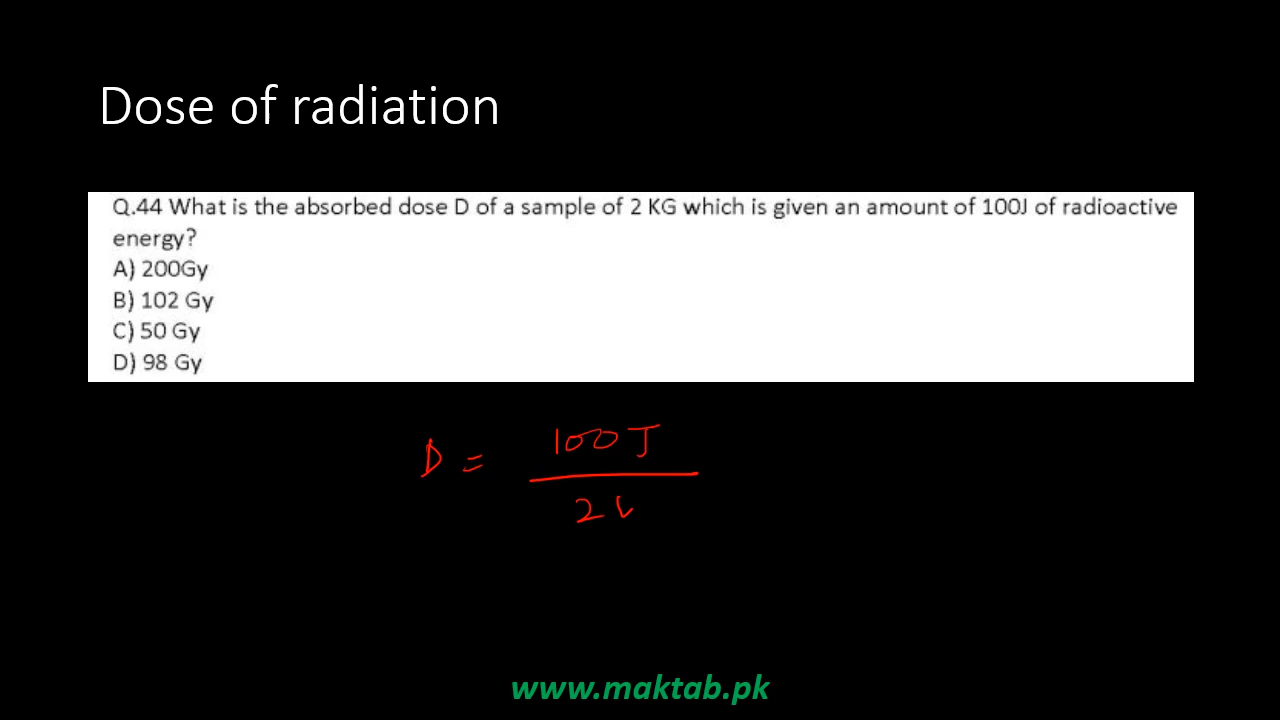 Dose of radiation
Q.44 What is the absorbed dose D of a sample of 2 KG which is given an amount of 100J of radioactive
energy?
A) 200Gy
B) 102 Gy
C) 50 Gy
D) 98 Gy
D = 100 J
2
www.maktab.pk